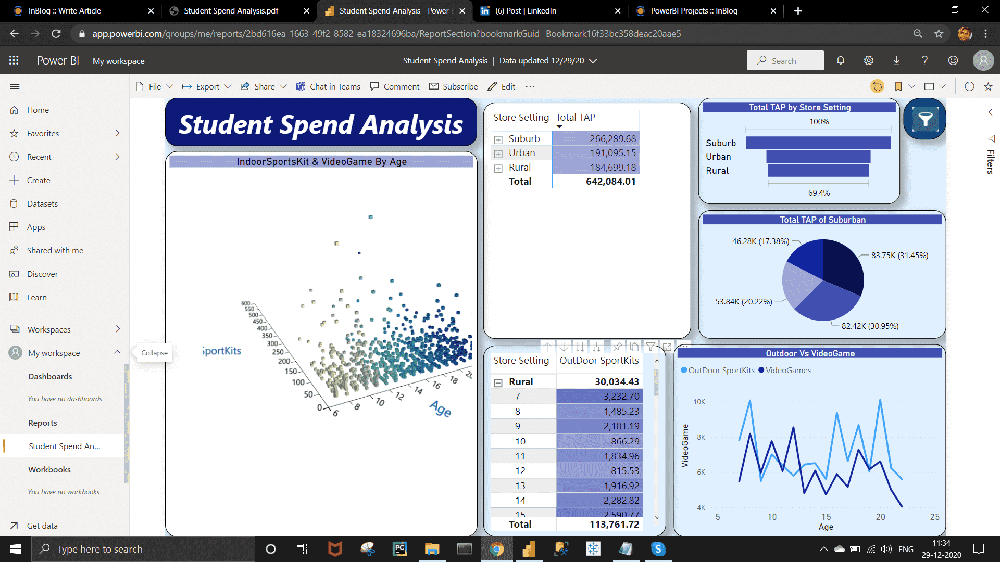 InBlog :: Write Article
Student Spend Analysis.pdf
Student Spend Analysis - Power B
(6) Post | LinkedIn
PowerBI Projects :: InBlog
app.powerbi.com/groups/me/reports/2bd616ea-1663-49f2-8582-ea18324696ba/ReportSection?bookmarkGuid=Bookmark16f33bc358deac20aae5
Power BI
My workspace
Student Spend Analysis | Data updated 12/29/20
Search
File
Export
Share
Chat in Teams
Comment
Subscribe
Edit
Home
Favorites
Recent
Create
Datasets
Apps
Shared with me
Discover
Learn
Workspaces
My workspace
Collapse
Dashboards
You have no dashboards
Reports
Student Spend An...
Workbooks
You have no workbooks
Get data
Student Spend Analysis
IndoorSportsKit & VideoGame By Age
600
550
500
450
400
350
300
250
200
150
100
50
0
6
8
10
12
14
16
18
20
portKits
Age
Store Setting Total TAP
Suburb 266,289.68
Urban 191,095.15
Rural 184,699.18
Total 642,084.01
Total TAP by Store Setting
100%
Suburb
Urban
Rural
69.4%
Filters
Total TAP of Suburban
46.28K (17.38%)
83.75K (31.45%)
53.84K (20.22%)
82.42K (30.95%)
Store Setting OutDoor SportKits
Rural 30,034.43
7 3,232.70
8 1,485.23
9 2,181.19
10 866.29
11 1,834.96
12 815.53
13 1,916.92
14 2,282.82
15 2,590.77
Total 113,761.72
Outdoor Vs VideoGame
OutDoor SportKits VideoGames
VideoGame
10K
8K
6K
4K
5 10 15 20 25
Age
Type here to search
PC
ENG
11:34
29-12-2020